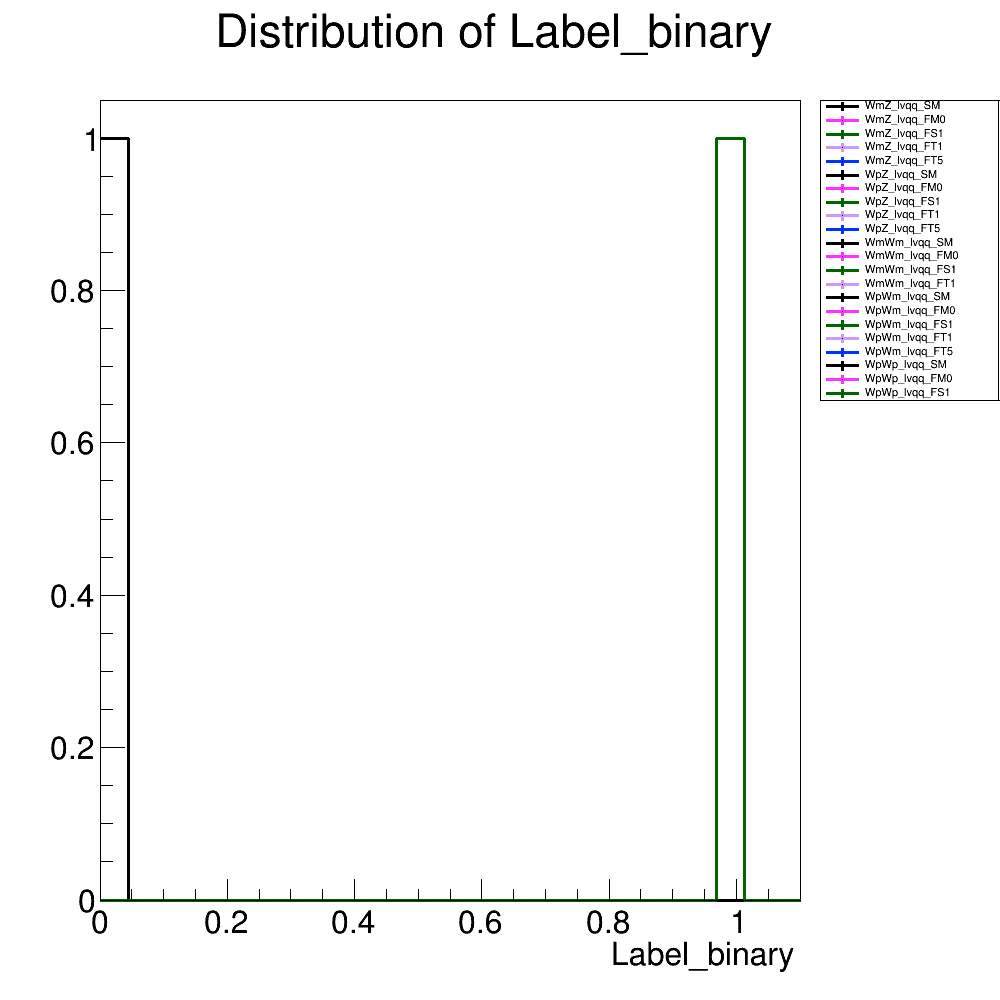 Distribution of Label_binary
1
0.8
0.6
0.4
0.2
0
0 0.2 0.4 0.6 0.8 1
Label_binary
WmZ_lvqq_SM
WmZ_lvqq_FM0
WmZ_lvqq_FS1
WmZ_lvqq_FT1
WmZ_lvqq_FT5
WpZ_lvqq_SM
WpZ_lvqq_FM0
WpZ_lvqq_FS1
WpZ_lvqq_FT1
WpZ_lvqq_FT5
WmWm_lvqq_SM
WmWm_lvqq_FM0
WmWm_lvqq_FS1
WmWm_lvqq_FT1
WpWm_lvqq_SM
WpWm_lvqq_FM0
WpWm_lvqq_FS1
WpWm_lvqq_FT1
WpWm_lvqq_FT5
WpWp_lvqq_SM
WpWp_lvqq_FM0
WpWp_lvqq_FS1